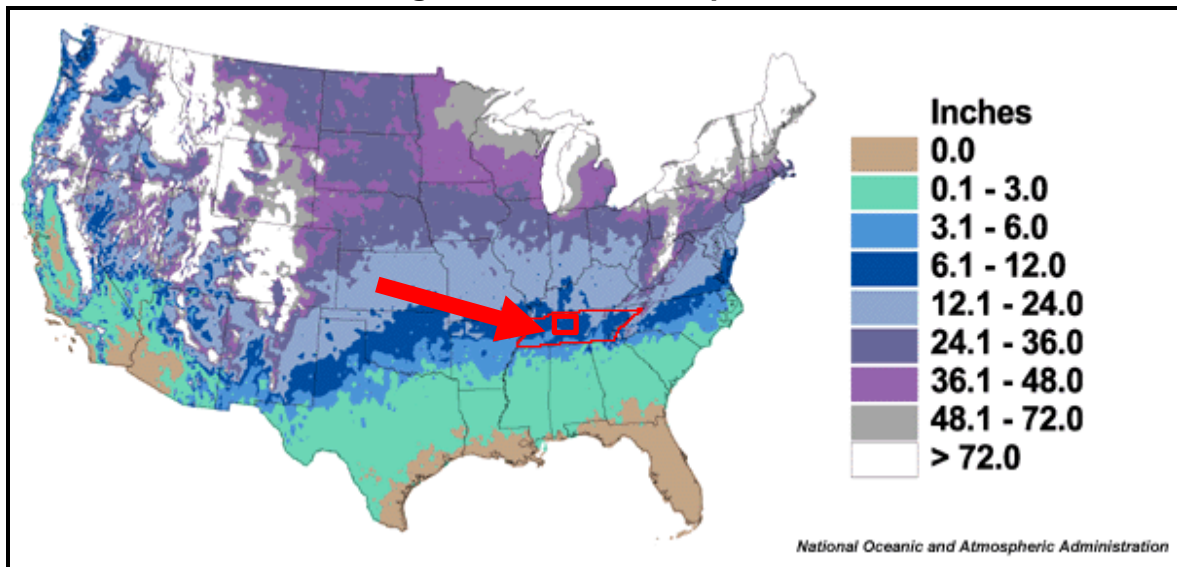 Inches
0.0
0.1 - 3.0
3.1 - 6.0
6.1 - 12.0
12.1 - 24.0
24.1 - 36.0
36.1 - 48.0
48.1 - 72.0
> 72.0
National Oceanic and Atmospheric Administration